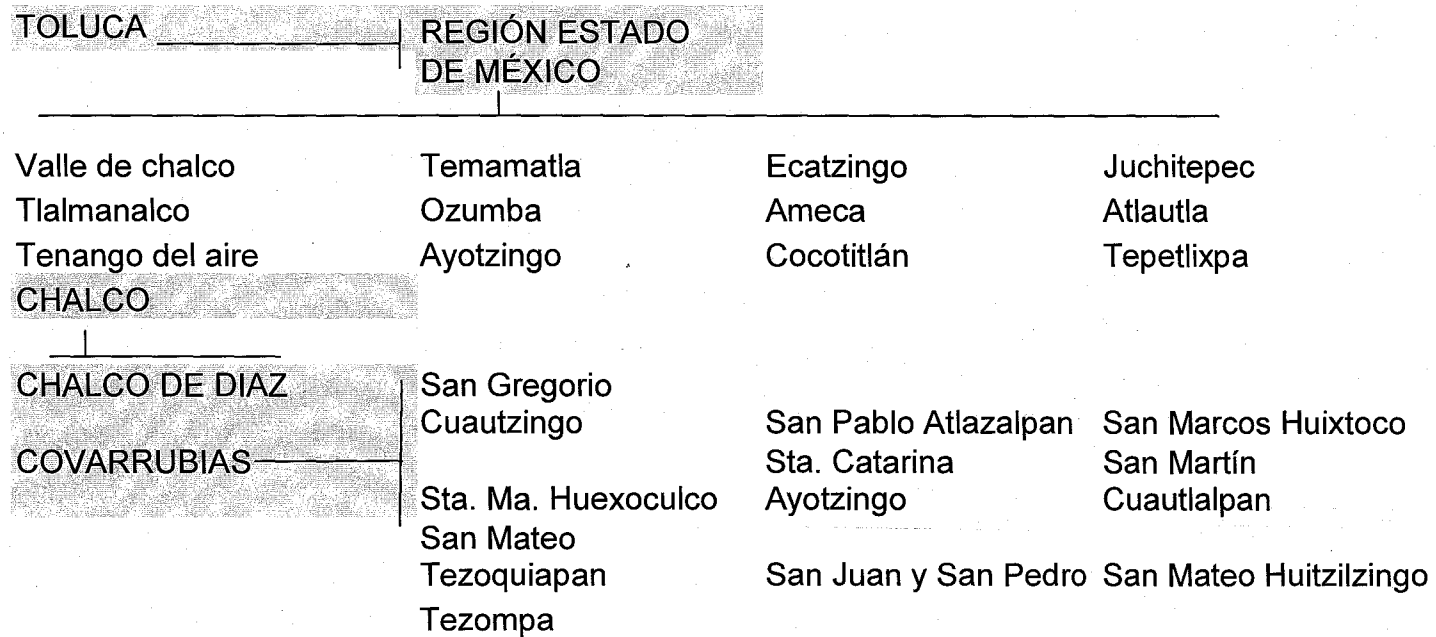 TOLUCA REGIÓN ESTADO
DE MÉXICO
Valle de chalco Temamatla Ecatzingo Juchitepec
Tlalmanalco Ozumba Ameca Atlautla
Tenango del aire Ayotzingo Cocotitlán Tepetlixpa
CHALCO
CHALCO DE DIAZ San Gregorio
Cuautzingo San Pablo Atlazalpan San Marcos Huixtoco
COVARRUBIAS Sta. Catarina San Martín
Sta. Ma. Huexoculco Ayotzingo Cuautlalpan
San Mateo
Tezoquiapan San Juan y San Pedro San Mateo Huitzilzingo
Tezompa